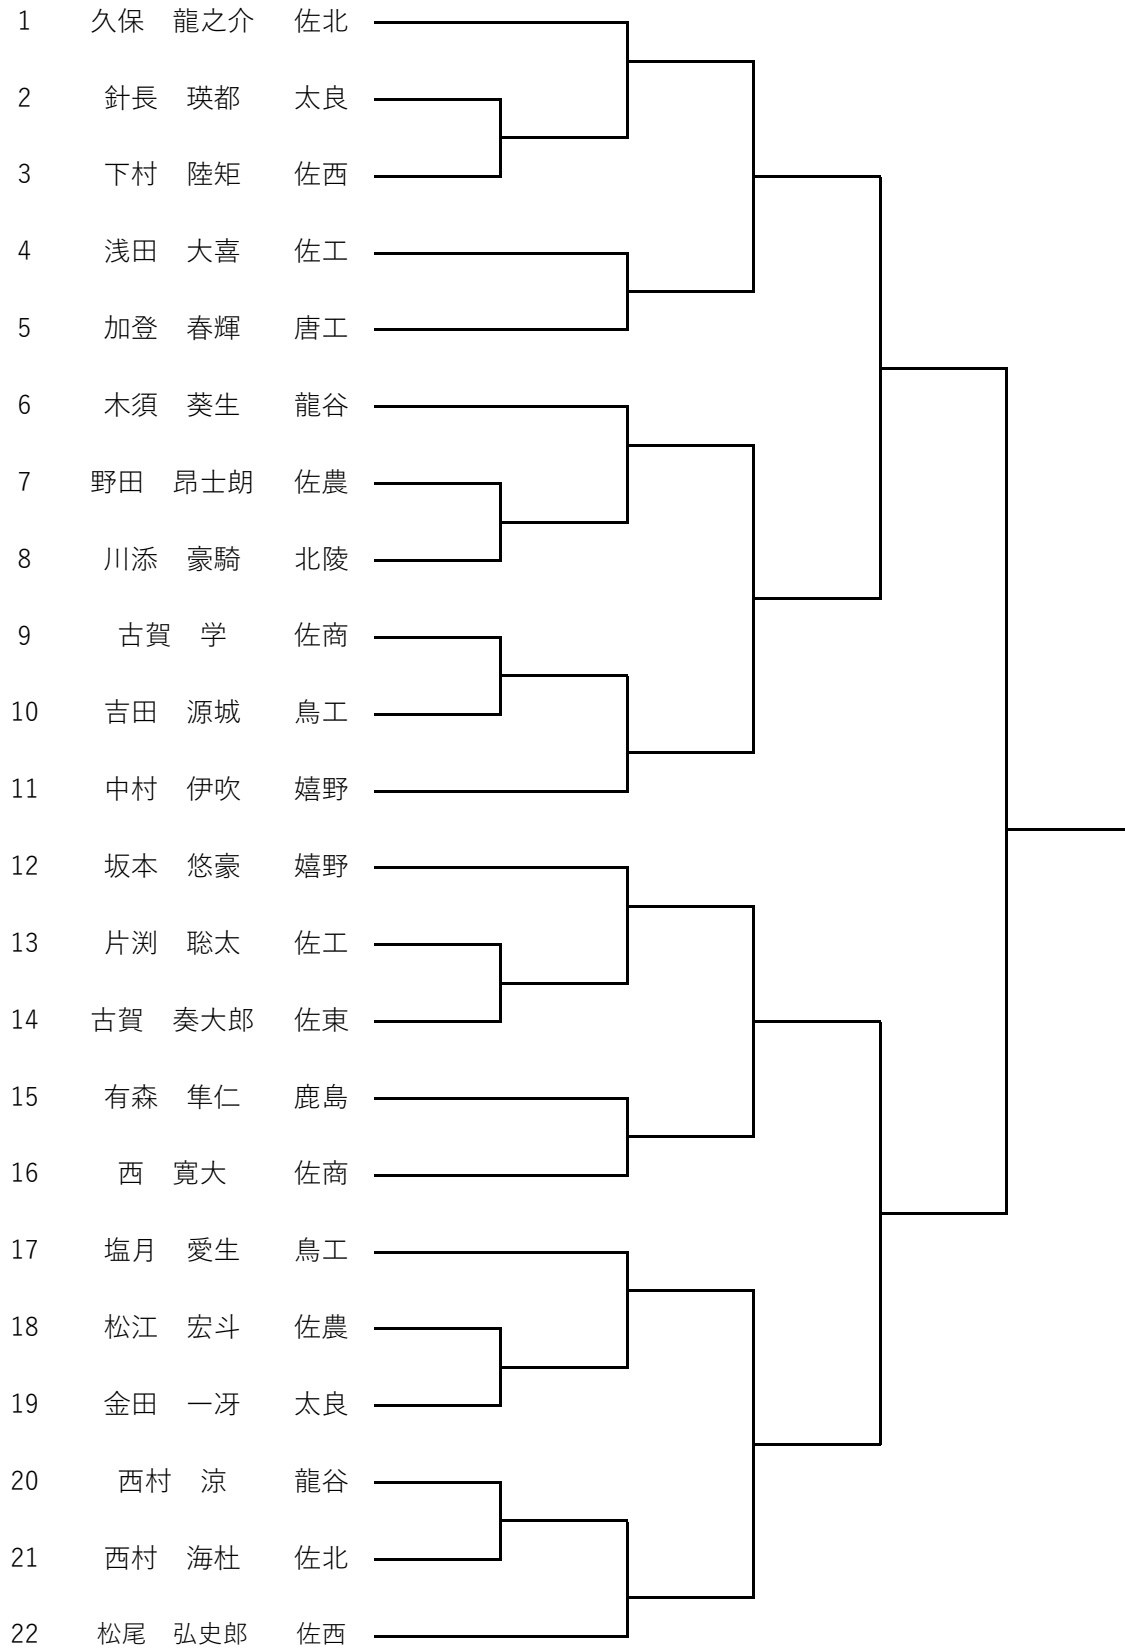 1 久保 龍之介 佐北
2 針長 瑛都 太良
3 下村 陸矩 佐西
4 浅田 大喜 佐工
5 加登 春輝 唐工
6 木須 葵生 龍谷
7 野田 昂士朗 佐農
8 川添 豪騎 北陵
9 古賀 学 佐商
10 吉田 源城 鳥工
11 中村 伊吹 嬉野
12 坂本 悠豪 嬉野
13 片渕 聡太 佐工
14 古賀 奏大郎 佐東
15 有森 隼仁 鹿島
16 西 寛大 佐商
17 塩月 愛生 鳥工
18 松江 宏斗 佐農
19 金田 一冴 太良
20 西村 涼 龍谷
21 西村 海杜 佐北
22 松尾 弘史郎 佐西